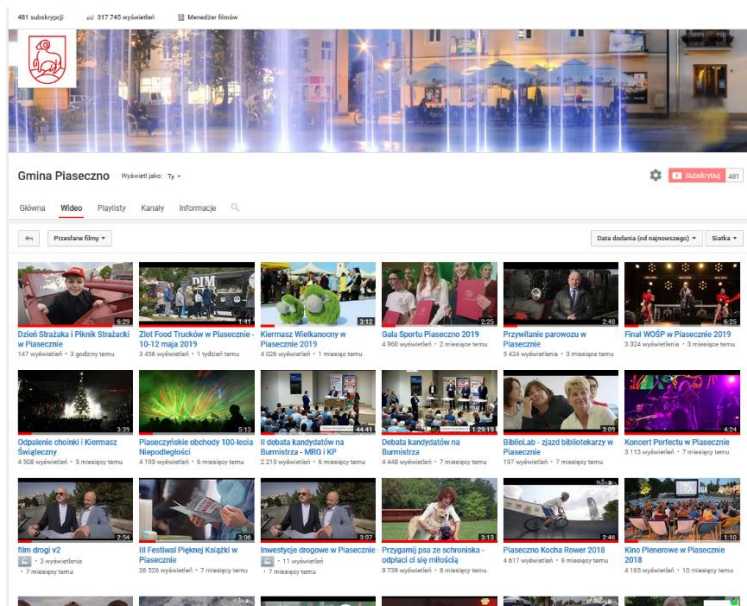 481 subskrypcji 317 745 wyświetleń Menedżer filmów
Gmina Piaseczno Wyświetl jako: Ty
Subskrybuj 481
Główna Wideo Playlisty Kanały Informacje
Przesłane filmy Data dodania (od najnowszego) Siatka
6:29 1:41 3:12 2:25 2:40 6:25
Dzień Strażaka i Piknik Strażacki w Piasecznie
147 wyświetleń • 3 godziny temu
Zlot Food Trucków w Piasecznie - 10-12 maja 2019
3 456 wyświetleń • 1 tydzień temu
Kiermasz Wielkanocny w Piasecznie 2019
4 026 wyświetleń • 1 miesiąc temu
Gala Sportu Piaseczno 2019
4 960 wyświetleń • 2 miesiące temu
Przywitanie parowozu w Piasecznie
5 424 wyświetlenia • 3 miesiące temu
Finał WOŚP w Piasecznie 2019
3 324 wyświetlenia • 3 miesiące temu
3:39 5:13 44:41 1:29:19 3:09 4:24
Odpalenie choinki i Kiermasz Świąteczny
4 508 wyświetleń • 5 miesięcy temu
Piaseczyńskie obchody 100-lecia Niepodległości
4 195 wyświetleń • 5 miesięcy temu
II debata kandydatów na Burmistrza - MRG i KP
2 215 wyświetleń • 6 miesięcy temu
Debata kandydatów na Burmistrza
4 448 wyświetleń • 7 miesięcy temu
BiblioLab - zjazd bibliotekarzy w Piasecznie
197 wyświetleń • 7 miesięcy temu
Koncert Perfectu w Piasecznie
3 113 wyświetleń • 7 miesięcy temu
2:54 3:06 3:07 3:13 2:46 1:10
film drogi v2
• 3 wyświetlenia
• 7 miesięcy temu
III Festiwal Pięknej Książki w Piasecznie
26 526 wyświetleń • 7 miesięcy temu
Inwestycje drogowe w Piasecznie
• 11 wyświetleń
• 7 miesięcy temu
Przygarnij psa ze schroniska - odpłaci ci się miłością
9 739 wyświetleń • 8 miesięcy temu
Piaseczno Kocha Rower 2018
4 617 wyświetleń • 9 miesięcy temu
Kino Plenerowe w Piasecznie 2018
4 165 wyświetleń • 10 miesięcy temu